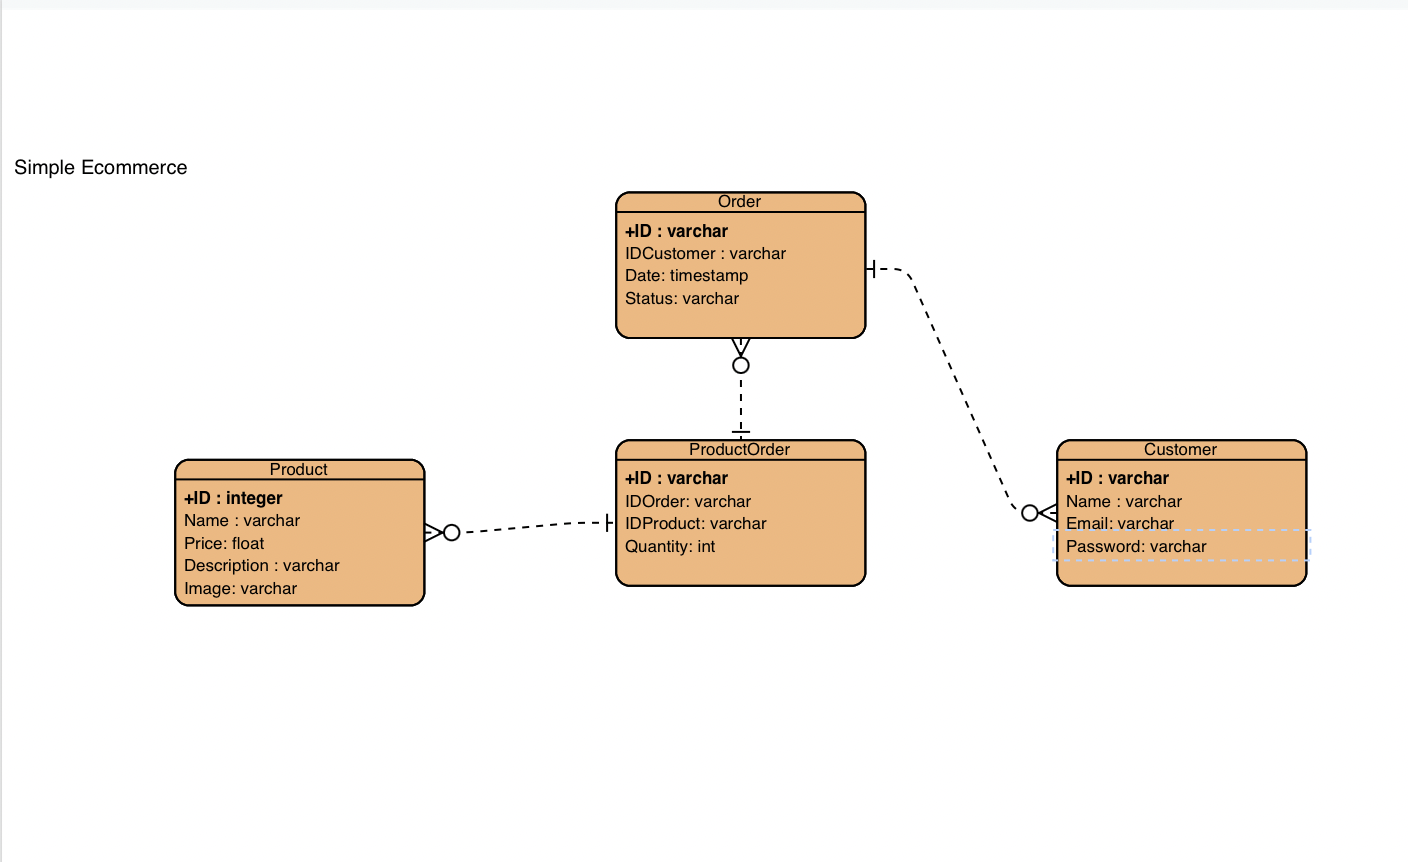 Simple Ecommerce
Order
+ID : varchar
IDCustomer : varchar
Date: timestamp
Status: varchar
Product
+ID : integer
Name : varchar
Price: float
Description : varchar
Image: varchar
ProductOrder
+ID : varchar
IDOrder: varchar
IDProduct: varchar
Quantity: int
Customer
+ID : varchar
Name : varchar
Email: varchar
Password: varchar